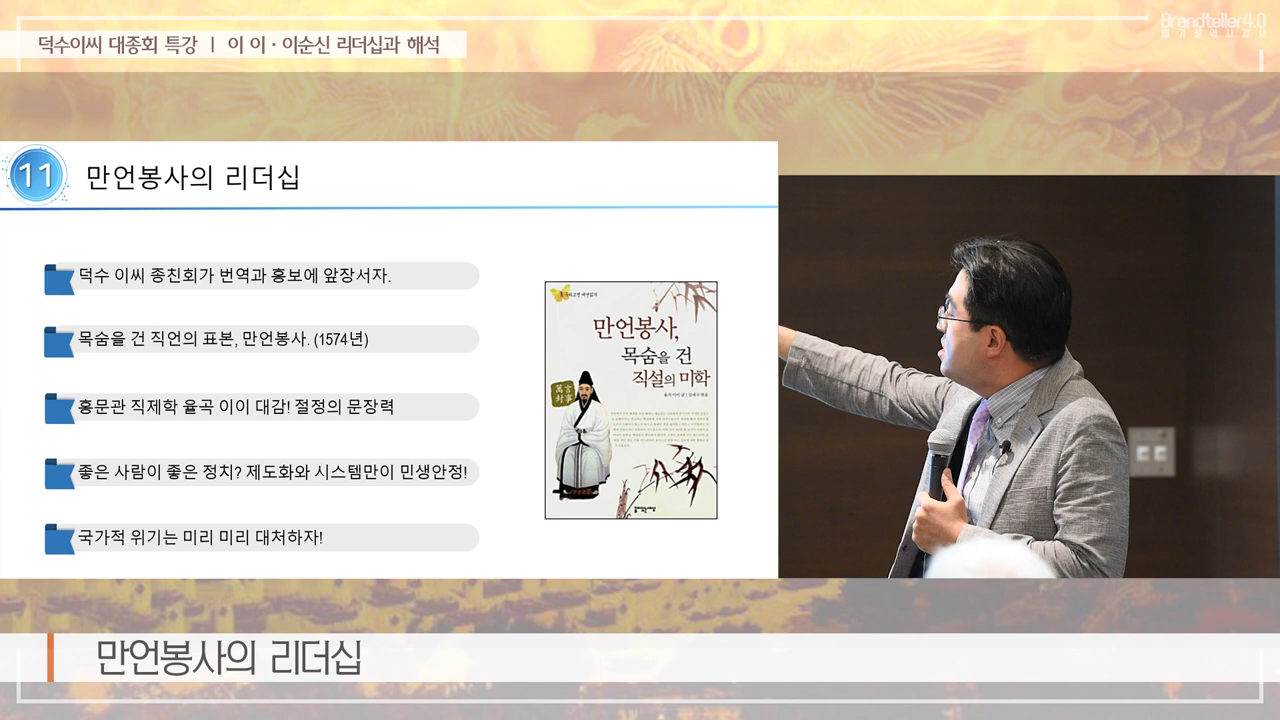 덕수이씨 대종회 특강 ㅣ 이 이·이순신 리더십과 해석
Brandteller4.0
11
만언봉사의 리더십
덕수 이씨 종친회가 번역과 홍보에 앞장서자.
목숨을 건 직언의 표본, 만언봉사. (1574년)
홍문관 직제학 율곡 이이 대감! 절정의 문장력
좋은 사람이 좋은 정치? 제도화와 시스템만이 민생안정!
국가적 위기는 미리 미리 대처하자!
만언봉사,
목숨을 건
직설의 미학
萬言
封事
만언봉사의 리더십